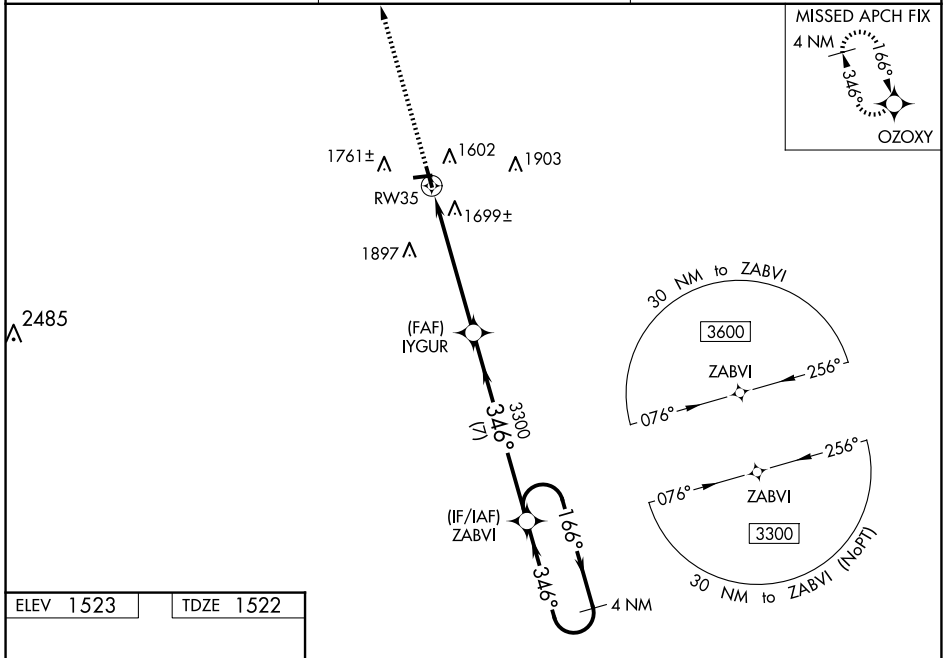 MISSED APCH FIX
4 NM
166°
346°
OZOXY
1761±
1602
1903
RW35
1699±
1897
2485
(FAF)
IYGUR
3300
346°
(7)
(IF/IAF)
ZABVI
166°
346°
4 NM
30 NM to ZABVI
3600
ZABVI
256°
076°
256°
076°
ZABVI
3300
30 NM to ZABVI (NoPT)
ELEV 1523
TDZE 1522